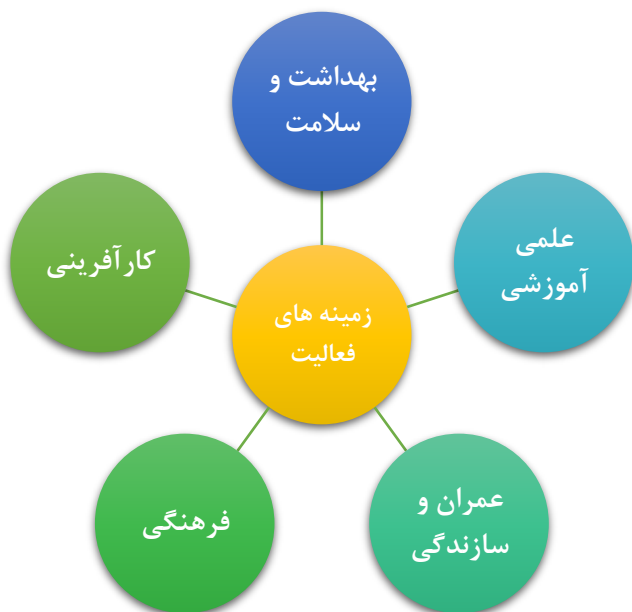 بهداشت و
سلامت
علمی
آموزشی
عمران و
سازندگی
فرهنگی
کارآفرینی
زمینه های
فعالیت